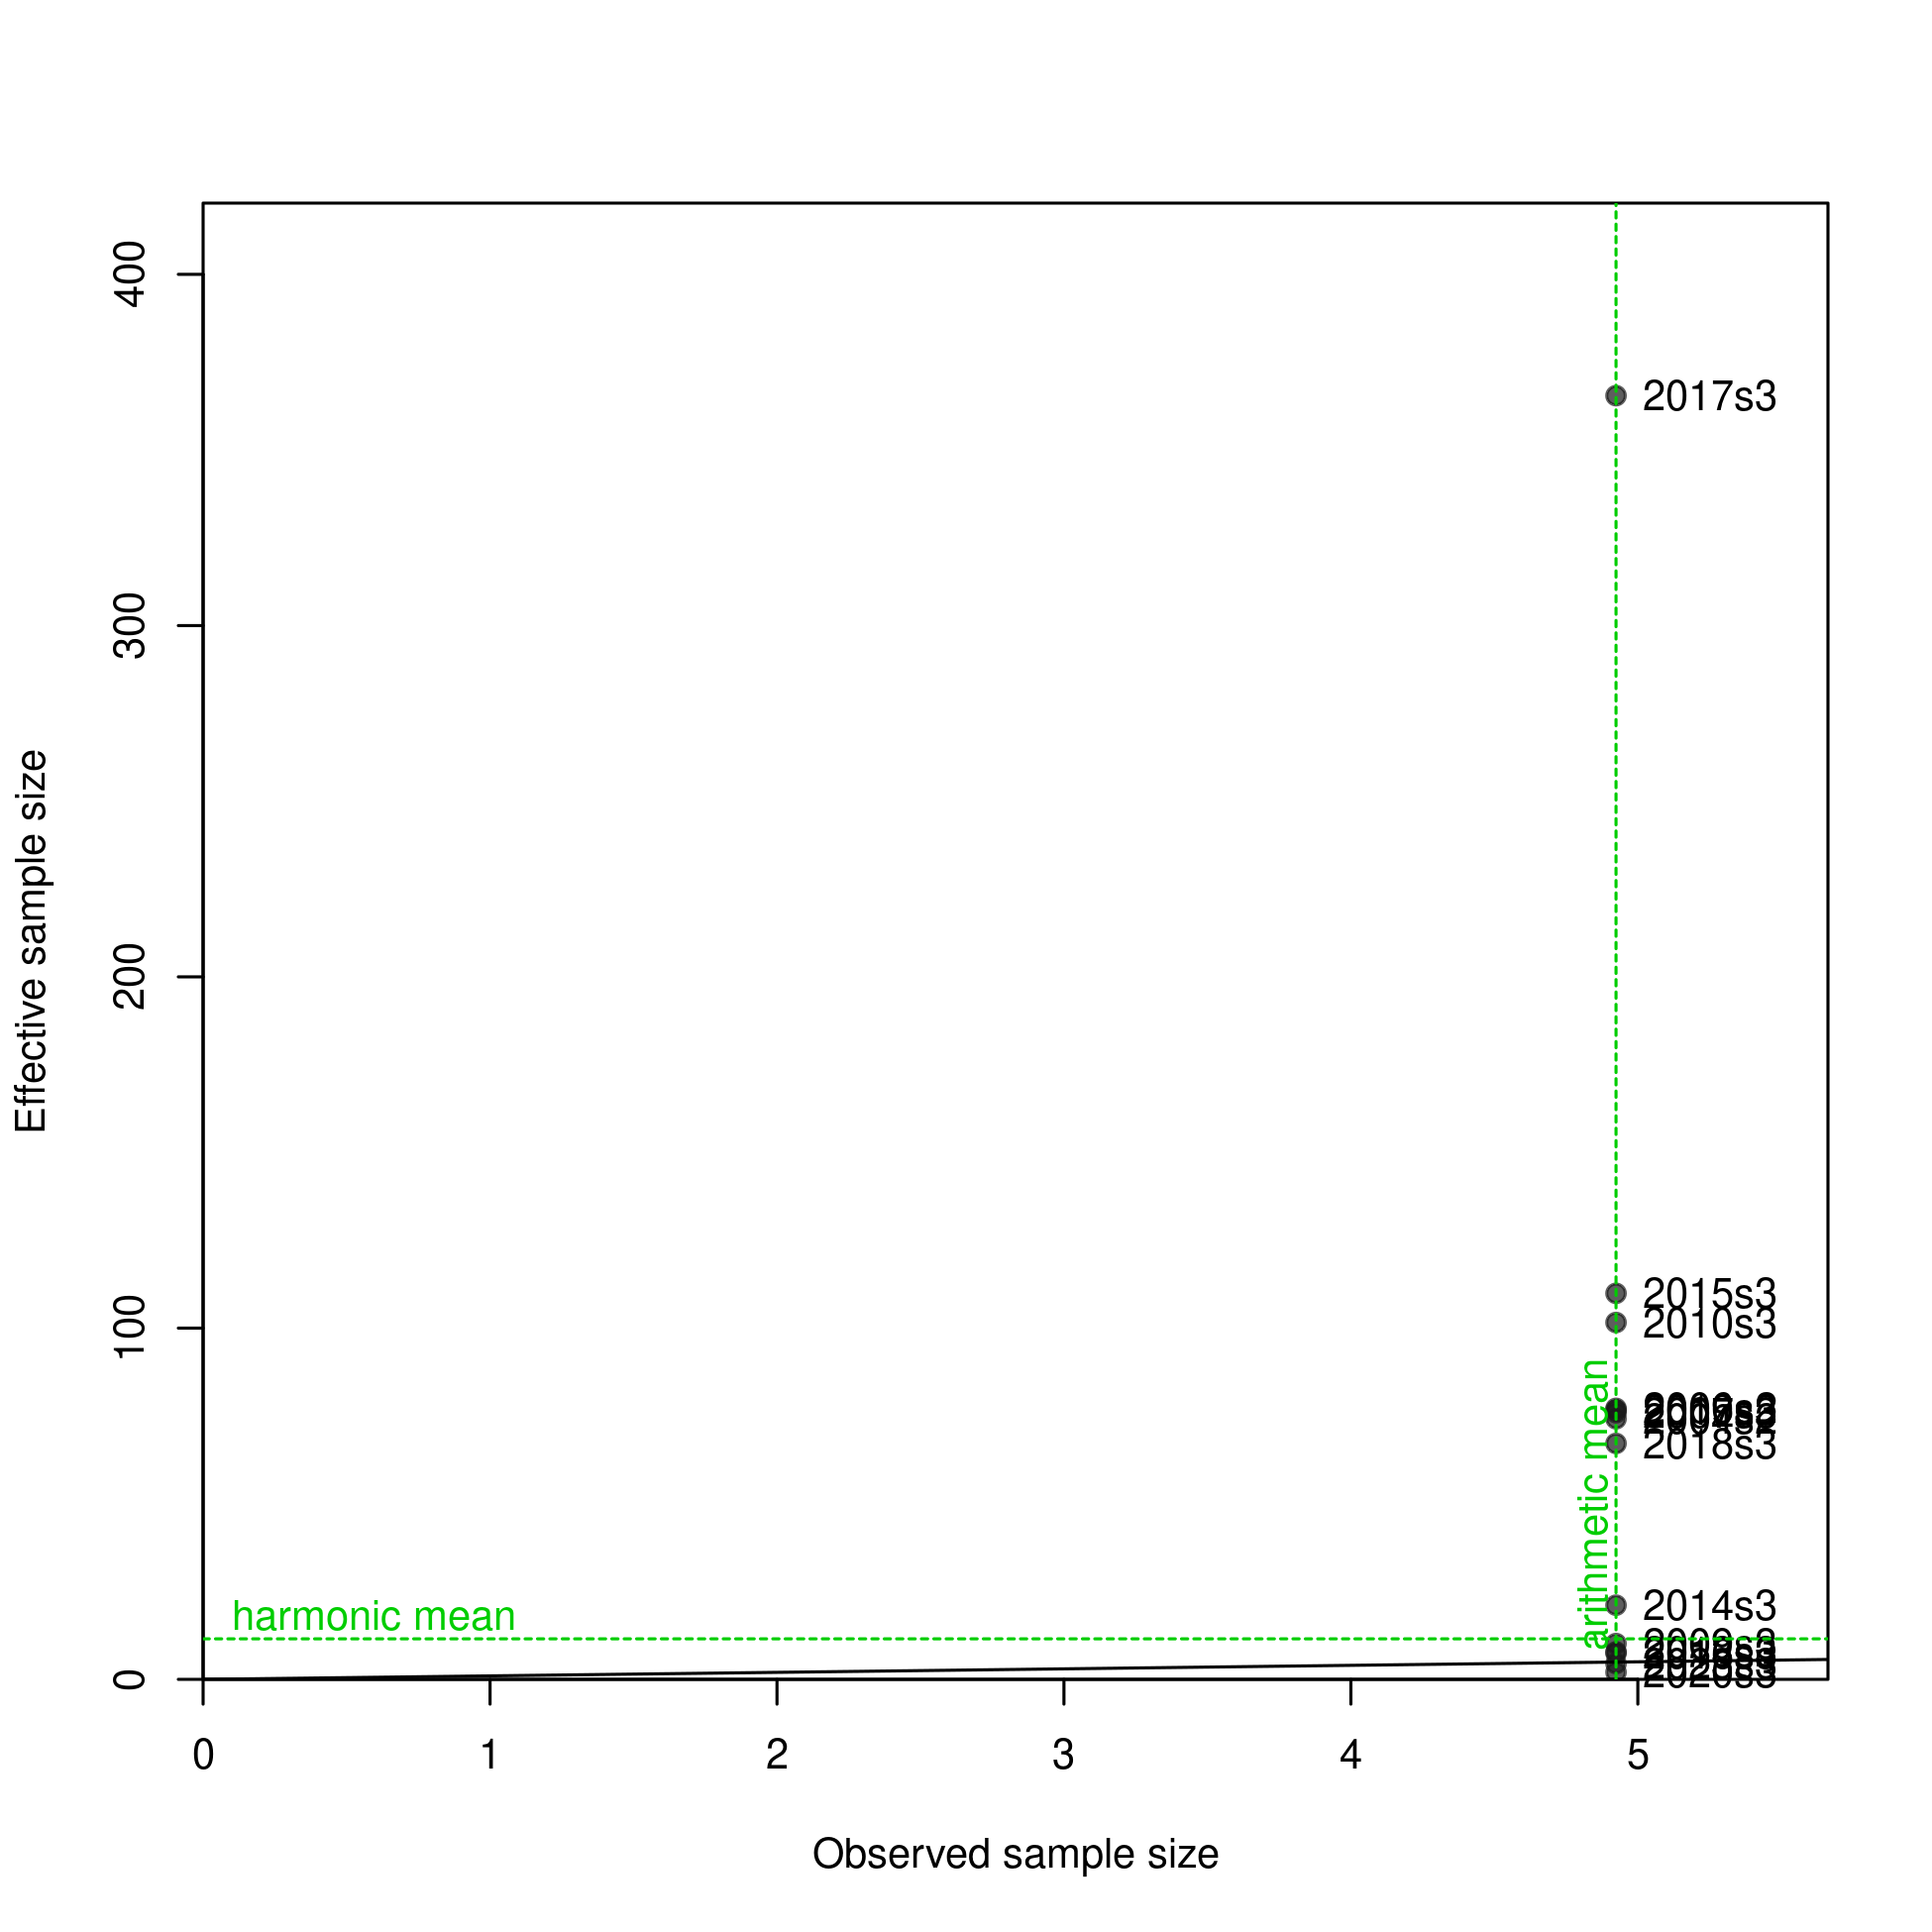 400
300
200
100
0
Effective sample size
2017s3
2015s3
2010s3
2018s3
2014s3
arithmetic mean
harmonic mean
0 1 2 3 4 5
Observed sample size